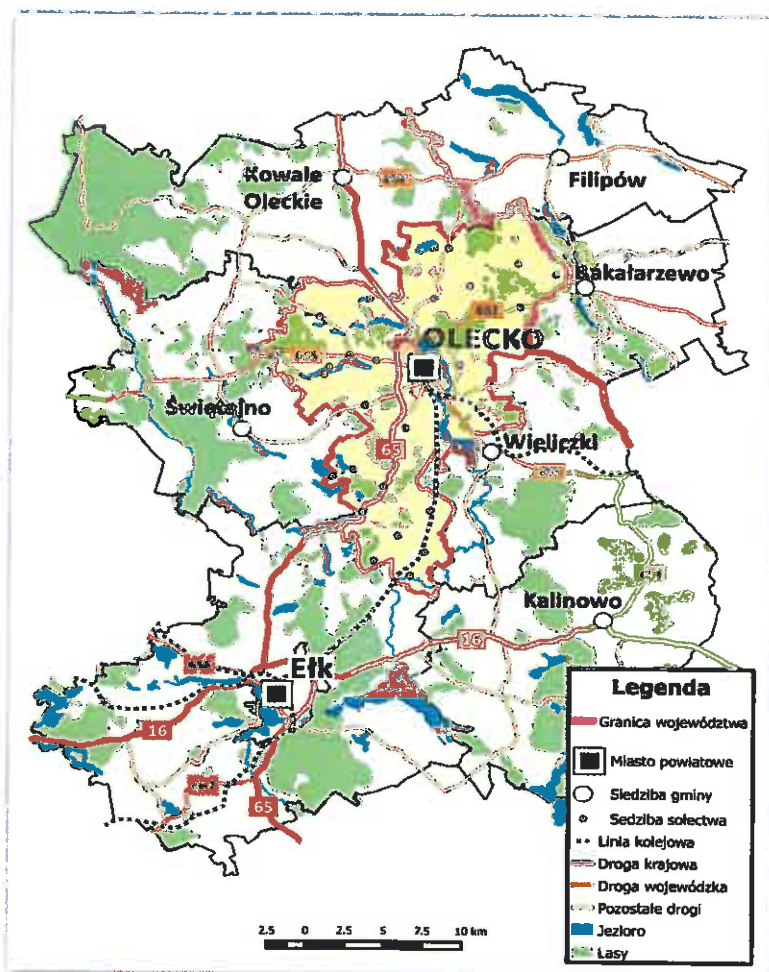 Kowale
Oleckie
Filipów
Bakałarzewo
OLECKO
Świętajno
65
Wieliczki
Kalinowo
16
Ełk
16
65
Legenda
Granica województwa
Miasto powiatowe
Siedziba gminy
Sedziba sołectwa
Linia kolejowa
Droga krajowa
Droga wojewódzka
Pozostałe drogi
Jezioro
Lasy
2.5 0 2.5 5 7.5 10 km